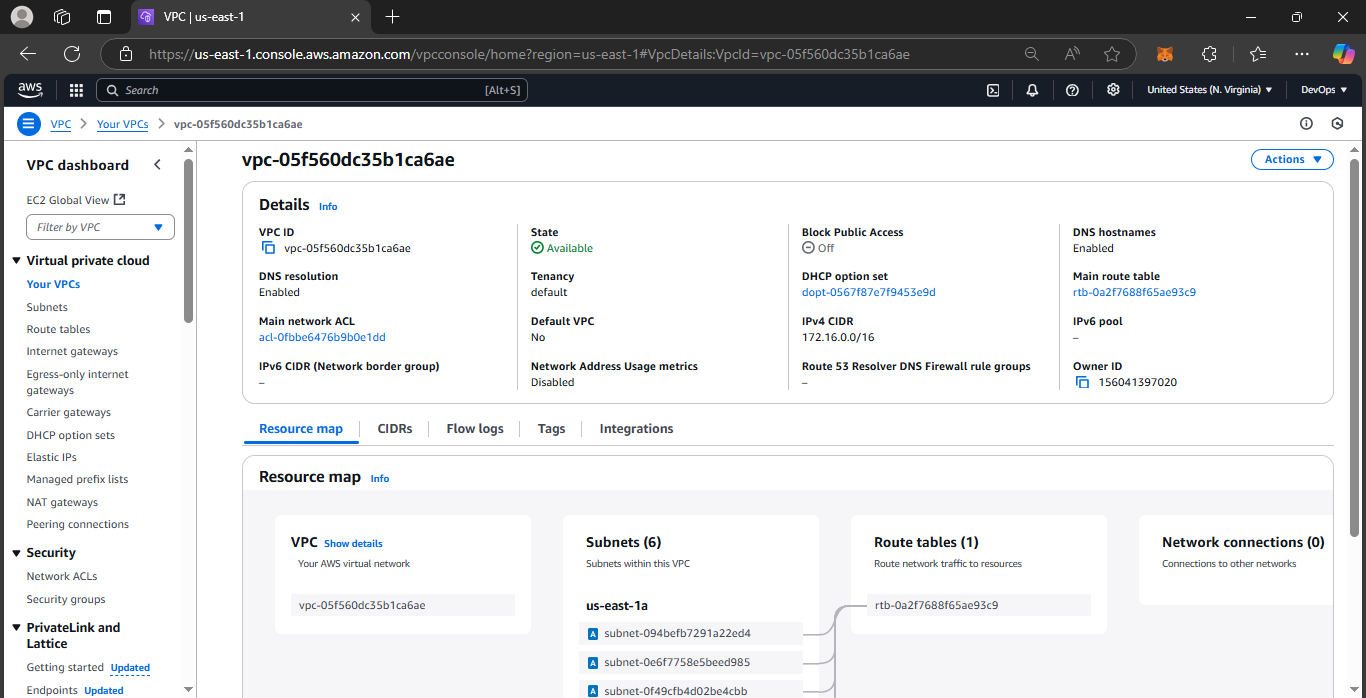 VPC | us-east-1
https://us-east-1.console.aws.amazon.com/vpcconsole/home?region=us-east-1#VpcDetails:VpcId=vpc-05f560dc35b1ca6ae
aws
Search [Alt+S]
United States (N. Virginia)
DevOps
VPC > Your VPCs > vpc-05f560dc35b1ca6ae
VPC dashboard
EC2 Global View
Filter by VPC
Virtual private cloud
Your VPCs
Subnets
Route tables
Internet gateways
Egress-only internet
gateways
Carrier gateways
DHCP option sets
Elastic IPs
Managed prefix lists
NAT gateways
Peering connections
Security
Network ACLs
Security groups
PrivateLink and
Lattice
Getting started Updated
Endpoints Updated
vpc-05f560dc35b1ca6ae
Actions
Details Info
VPC ID
vpc-05f560dc35b1ca6ae
State
Available
Block Public Access
Off
DNS hostnames
Enabled
DNS resolution
Enabled
Tenancy
default
DHCP option set
dopt-0567f87e7f9453e9d
Main route table
rtb-0a2f7688f65ae93c9
Main network ACL
acl-0fbbe6476b9b0e1dd
Default VPC
No
IPv4 CIDR
172.16.0.0/16
IPv6 pool
–
IPv6 CIDR (Network border group)
–
Network Address Usage metrics
Disabled
Route 53 Resolver DNS Firewall rule groups
–
Owner ID
156041397020
Resource map
CIDRs
Flow logs
Tags
Integrations
Resource map Info
VPC Show details
Your AWS virtual network
vpc-05f560dc35b1ca6ae
Subnets (6)
Subnets within this VPC
us-east-1a
A subnet-094befb7291a22ed4
A subnet-0e6f7758e5beed985
A subnet-0f49cfb4d02be4cbb
Route tables (1)
Route network traffic to resources
rtb-0a2f7688f65ae93c9
Network connections (0)
Connections to other networks